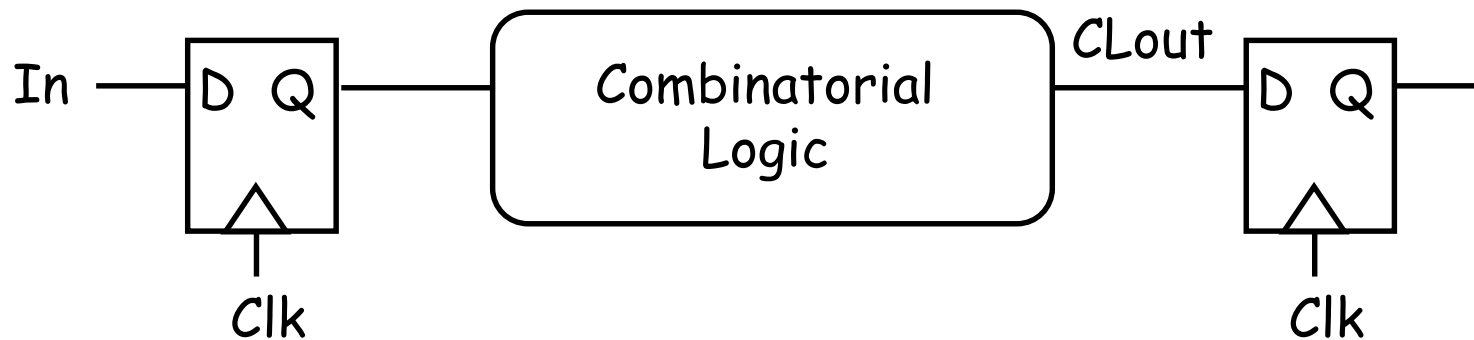 In
D Q
Combinatorial
Logic
CLout
D Q
Clk
Clk